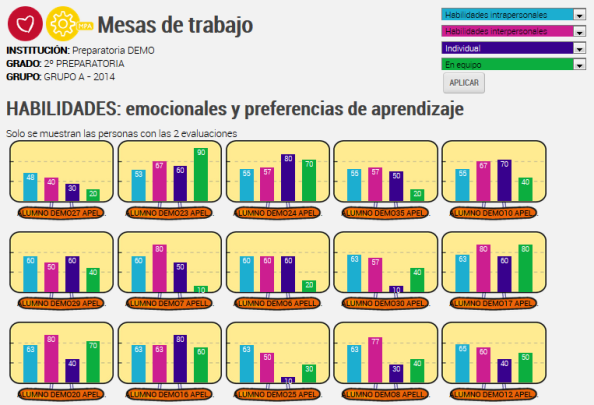 HFA
Mesas de trabajo
Habilidades intrapersonales
Habilidades interpersonales
Individual
En equipo
APLICAR
INSTITUCIÓN: Preparatoria DEMO
GRADO: 2º PREPARATORIA
GRUPO: GRUPO A - 2014
HABILIDADES: emocionales y preferencias de aprendizaje
Solo se muestran las personas con las 2 evaluaciones
48 40 30 20
53 67 60 90
55 57 80 70
55 57 50 20
55 67 70 40
LUMNO DEMO27 APEL
LUMNO DEMO23 APEL
LUMNO DEMO24 APEL
LUMNO DEMO35 APEL
LUMNO DEMO10 APEL
60 50 60 40
60 80 50 10
60 60 60 20
63 57 10 40
63 80 60 80
LUMNO DEMO29 APEL
LUMNO DEMO7 APEL
LUMNO DEMO6 APEL
LUMNO DEMO30 APEL
LUMNO DEMO17 APEL
63 80 40 70
63 63 80 60
63 50 10 30
63 77 30 40
65 60 40 50
LUMNO DEMO20 APEL
LUMNO DEMO16 APEL
LUMNO DEMO25 APEL
LUMNO DEMO8 APELL
LUMNO DEMO12 APEL